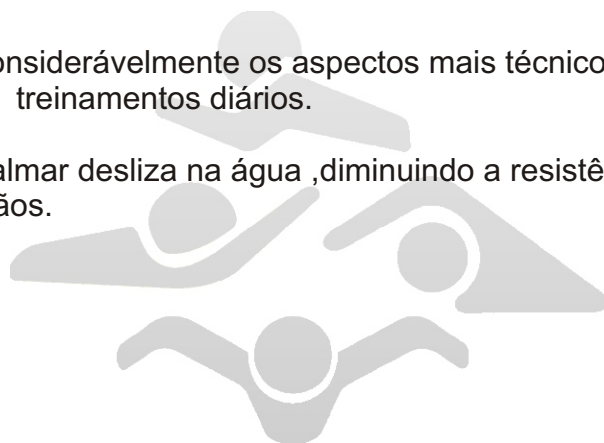 onsiderávelmente os aspectos mais técnico
treinamentos diários.
almar desliza na água ,diminuindo a resistê
ãos.